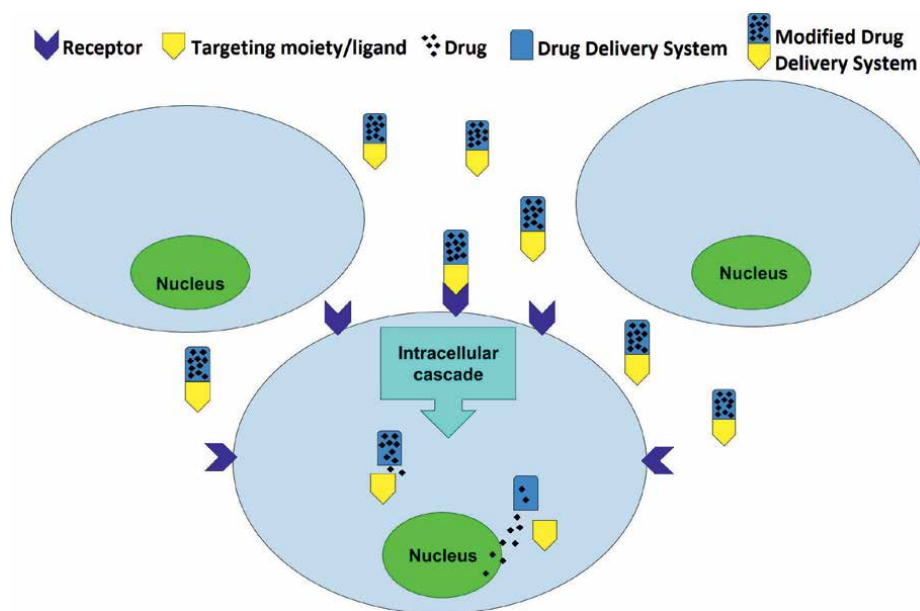 Receptor
Targeting moiety/ligand
Drug
Drug Delivery System
Modified Drug
Delivery System
Nucleus
Nucleus
Intracellular
cascade
Nucleus